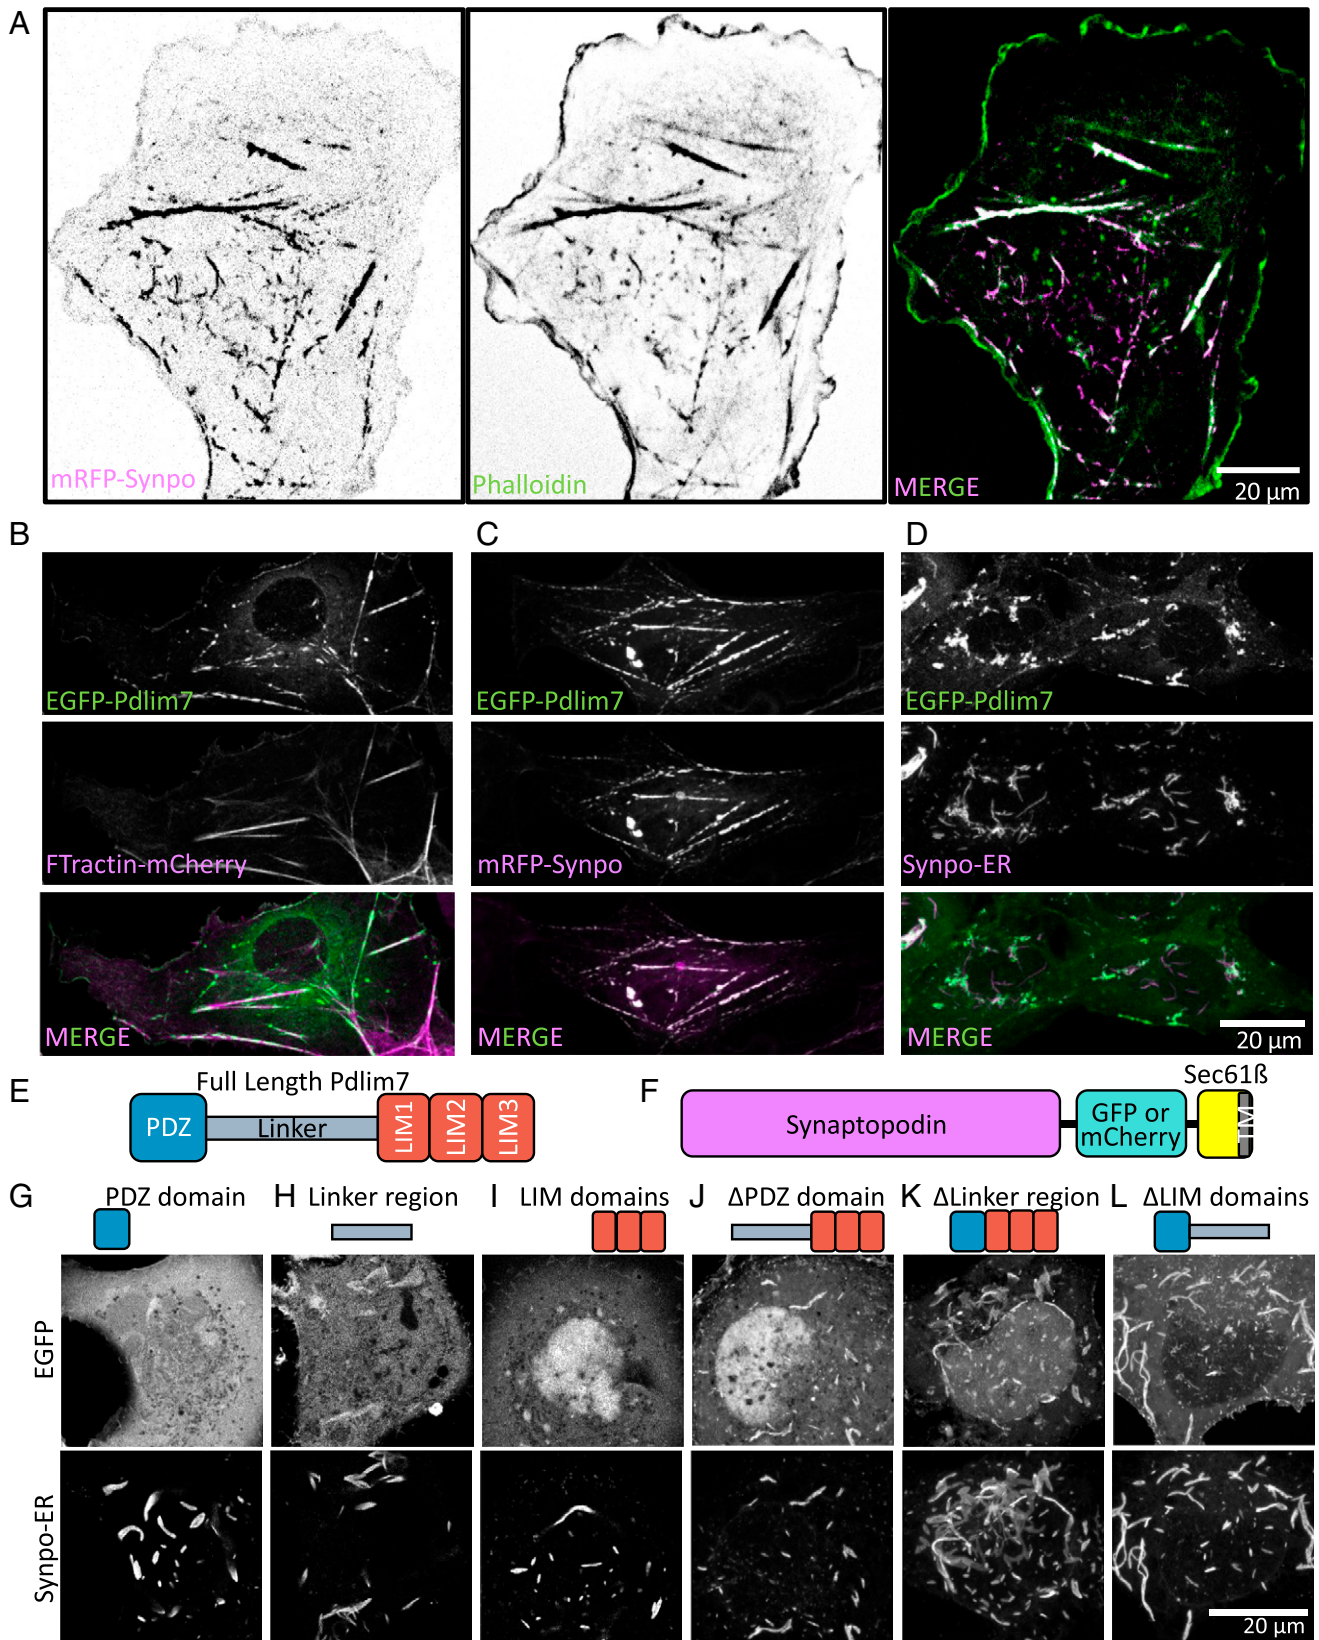 A
mRFP-Synpo
Phalloidin
MERGE
20 µm
B
C
D
EGFP-Pdlim7
EGFP-Pdlim7
EGFP-Pdlim7
FTractin-mCherry
mRFP-Synpo
Synpo-ER
MERGE
MERGE
MERGE
20 µm
E
Full Length Pdlim7
PDZ
Linker
LIM1
LIM2
LIM3
F
Synaptopodin
GFP or
mCherry
Sec61ß
TM
G
PDZ domain
H
Linker region
I
LIM domains
J
ΔPDZ domain
K
ΔLinker region
L
ΔLIM domains
EGFP
Synpo-ER
20 µm